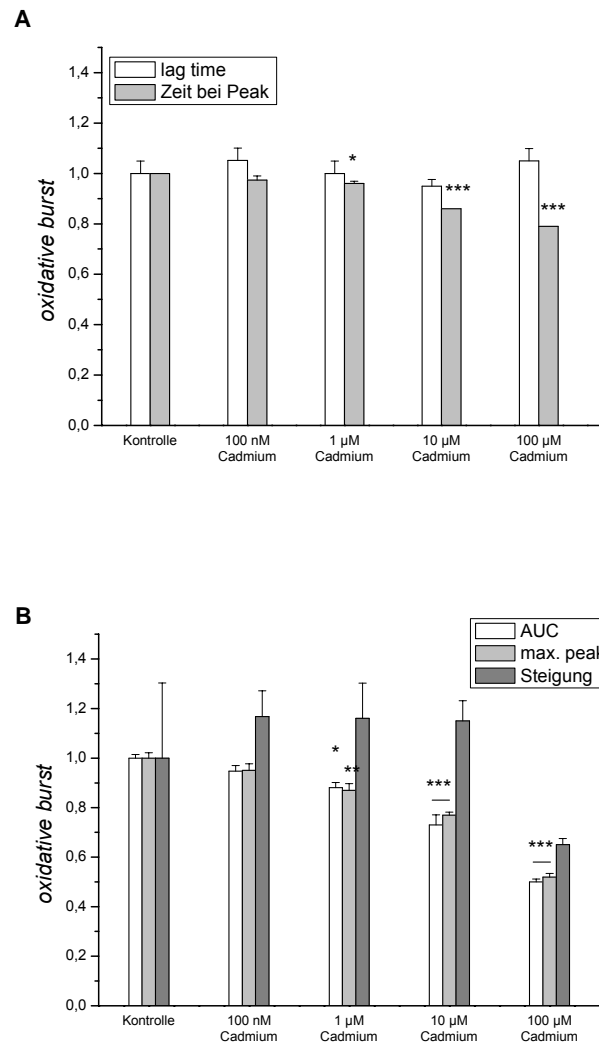 A
lag time
Zeit bei Peak
1,4
1,2
1,0
0,8
0,6
0,4
0,2
0,0
oxidative burst
*
***
***
Kontrolle
100 nM
Cadmium
1 µM
Cadmium
10 µM
Cadmium
100 µM
Cadmium
B
AUC
max. peak
Steigung
1,4
1,2
1,0
0,8
0,6
0,4
0,2
0,0
oxidative burst
*
**
***
***
Kontrolle
100 nM
Cadmium
1 µM
Cadmium
10 µM
Cadmium
100 µM
Cadmium